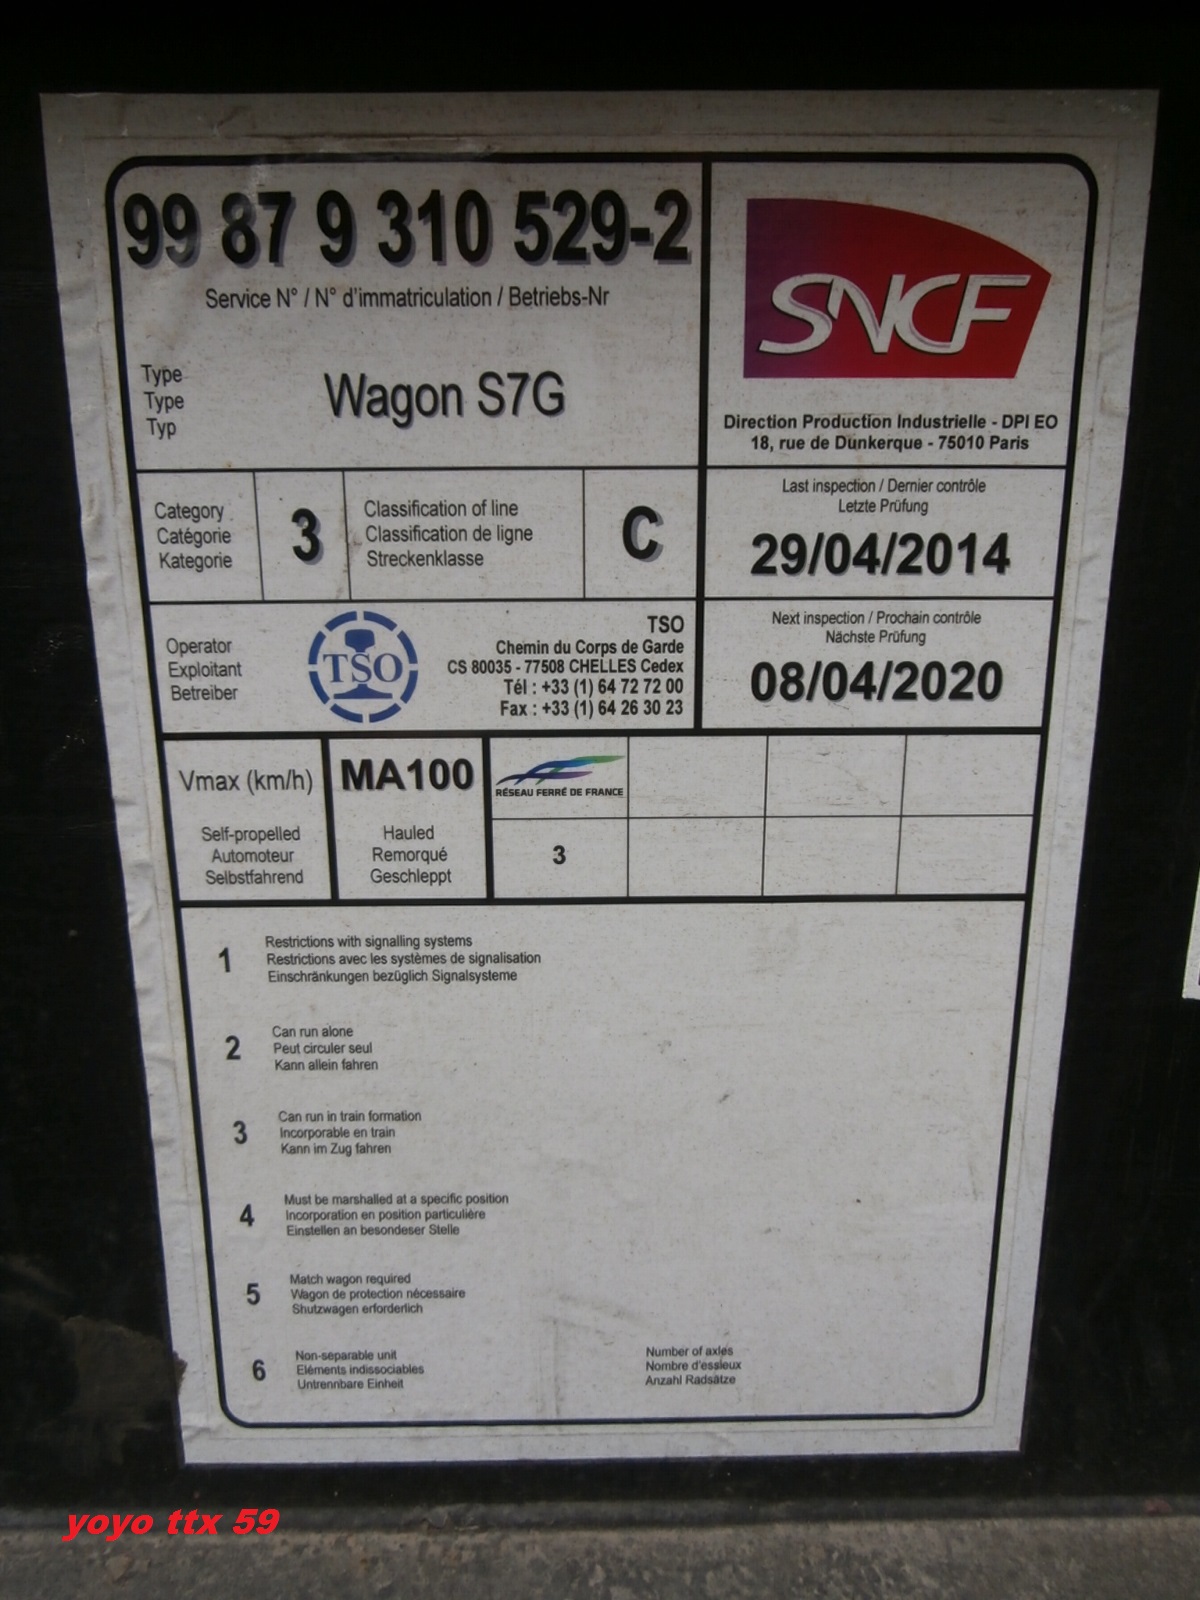 99 87 9 310 529-2
Service N° / N° d'immatriculation / Betriebs-Nr
Type
Type
Typ
Wagon S7G
SNCF
Direction Production Industrielle - DPI EO
18, rue de Dunkerque - 75010 Paris
Category
Catégorie
Kategorie
3
Classification of line
Classification de ligne
Streckenklasse
C
Last inspection / Dernier contrôle
Letzte Prüfung
29/04/2014
Operator
Exploitant
Betreiber
TSO
TSO
Chemin du Corps de Garde
CS 80035 - 77508 CHELLES Cedex
Tél : +33 (1) 64 72 72 00
Fax : +33 (1) 64 26 30 23
Next inspection / Prochain contrôle
Nächste Prüfung
08/04/2020
Vmax (km/h)
Self-propelled
Automoteur
Selbstfahrend
MA100
Hauled
Remorqué
Geschleppt
RÉSEAU FERRÉ DE FRANCE
3
1
Restrictions with signalling systems
Restrictions avec les systèmes de signalisation
Einschränkungen bezüglich Signalsysteme
2
Can run alone
Peut circuler seul
Kann allein fahren
3
Can run in train formation
Incorporable en train
Kann im Zug fahren
4
Must be marshalled at a specific position
Incorporation en position particulière
Einstellen an besondeser Stelle
5
Match wagon required
Wagon de protection nécessaire
Shutzwagen erforderlich
6
Non-separable unit
Eléments indissociables
Untrennbare Einheit
Number of axles
Nombre d'essieux
Anzahl Radsätze
yoyo ttx 59